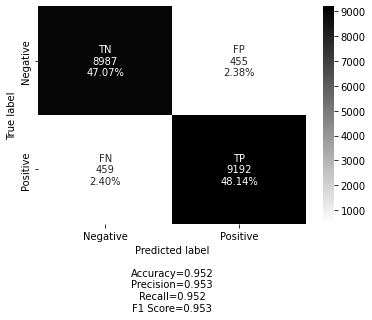 TN
8987
47.07%
FP
455
2.38%
FN
459
2.40%
TP
9192
48.14%
Negative
Positive
True label
Negative
Positive
Predicted label
Accuracy=0.952
Precision=0.953
Recall=0.952
F1 Score=0.953
9000
8000
7000
6000
5000
4000
3000
2000
1000